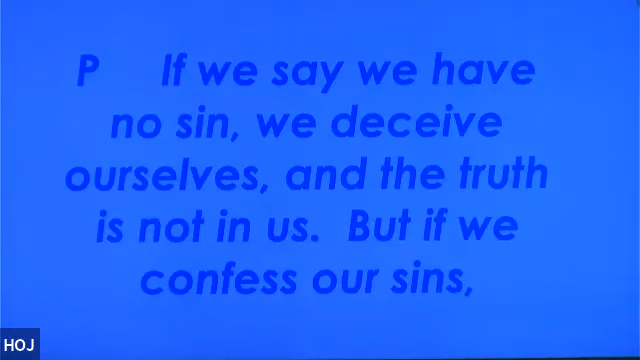 P If we say we have
no sin, we deceive
ourselves, and the truth
is not in us. But if we
confess our sins,
HOJ